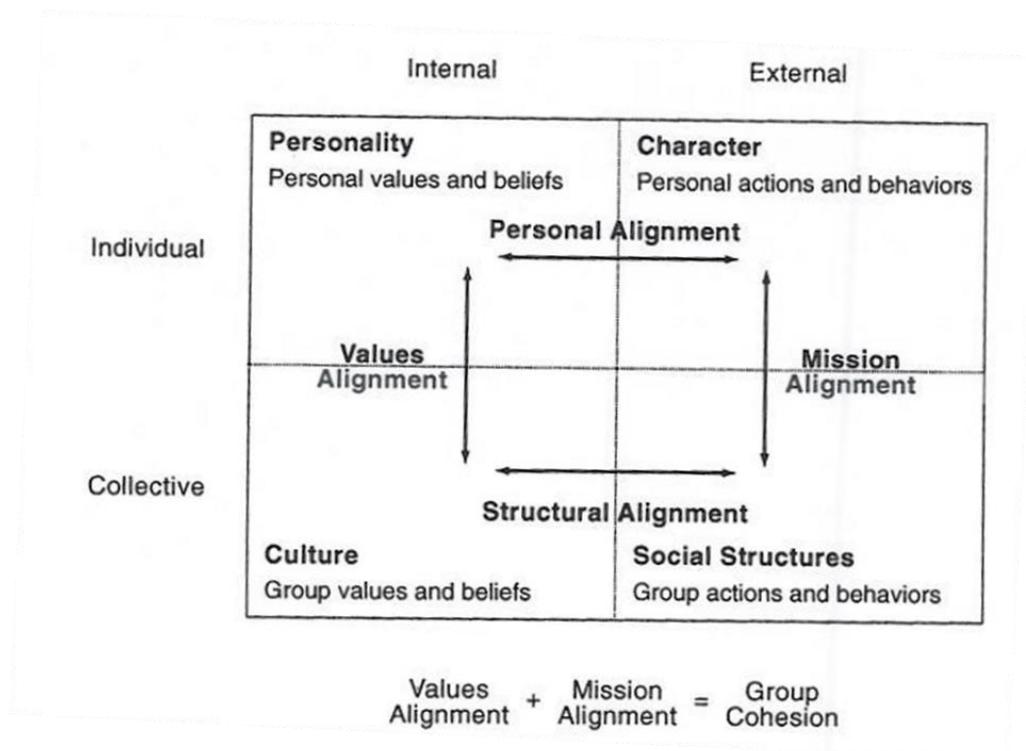 Internal External
Personality Character
Personal values and beliefs Personal actions and behaviors
Personal Alignment
Individual
Values Mission
Alignment Alignment
Collective
Structural Alignment
Culture Social Structures
Group values and beliefs Group actions and behaviors
Values + Mission = Group
Alignment Alignment Cohesion